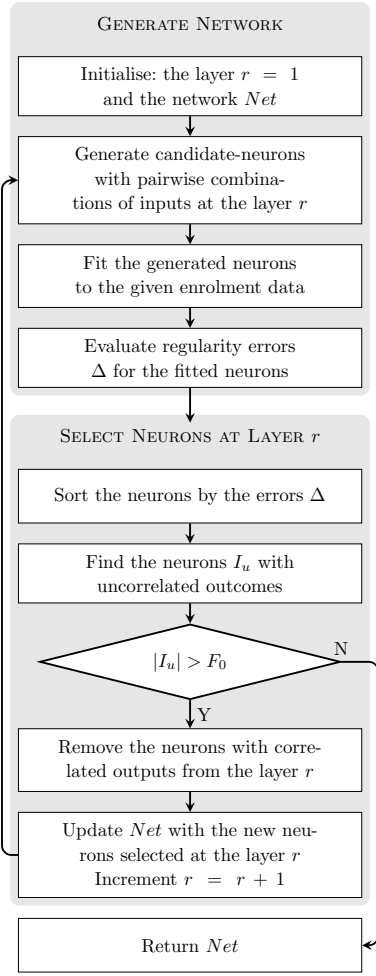 GENERATE NETWORK
Initialise: the layer r = 1
and the network Net
Generate candidate-neurons
with pairwise combina-
tions of inputs at the layer r
Fit the generated neurons
to the given enrolment data
Evaluate regularity errors
Δ for the fitted neurons
SELECT NEURONS AT LAYER r
Sort the neurons by the errors Δ
Find the neurons I_u with
uncorrelated outcomes
|I_u| > F_0
N
Y
Remove the neurons with corre-
lated outputs from the layer r
Update Net with the new neu-
rons selected at the layer r
Increment r = r + 1
Return Net